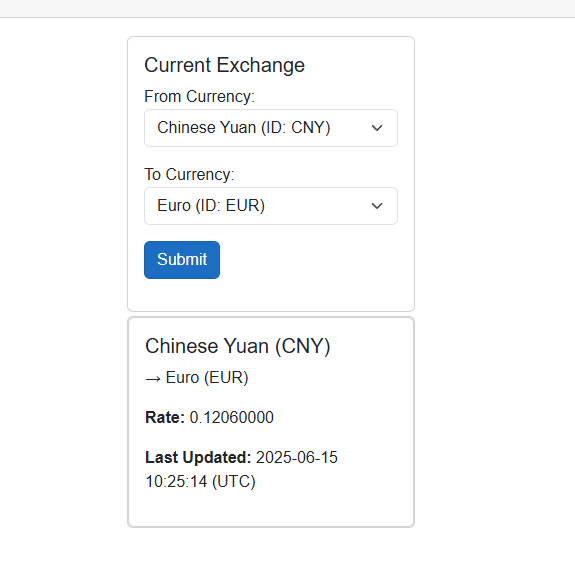 Current Exchange
From Currency:
Chinese Yuan (ID: CNY)
To Currency:
Euro (ID: EUR)
Submit
Chinese Yuan (CNY)
→ Euro (EUR)
Rate: 0.12060000
Last Updated: 2025-06-15
10:25:14 (UTC)